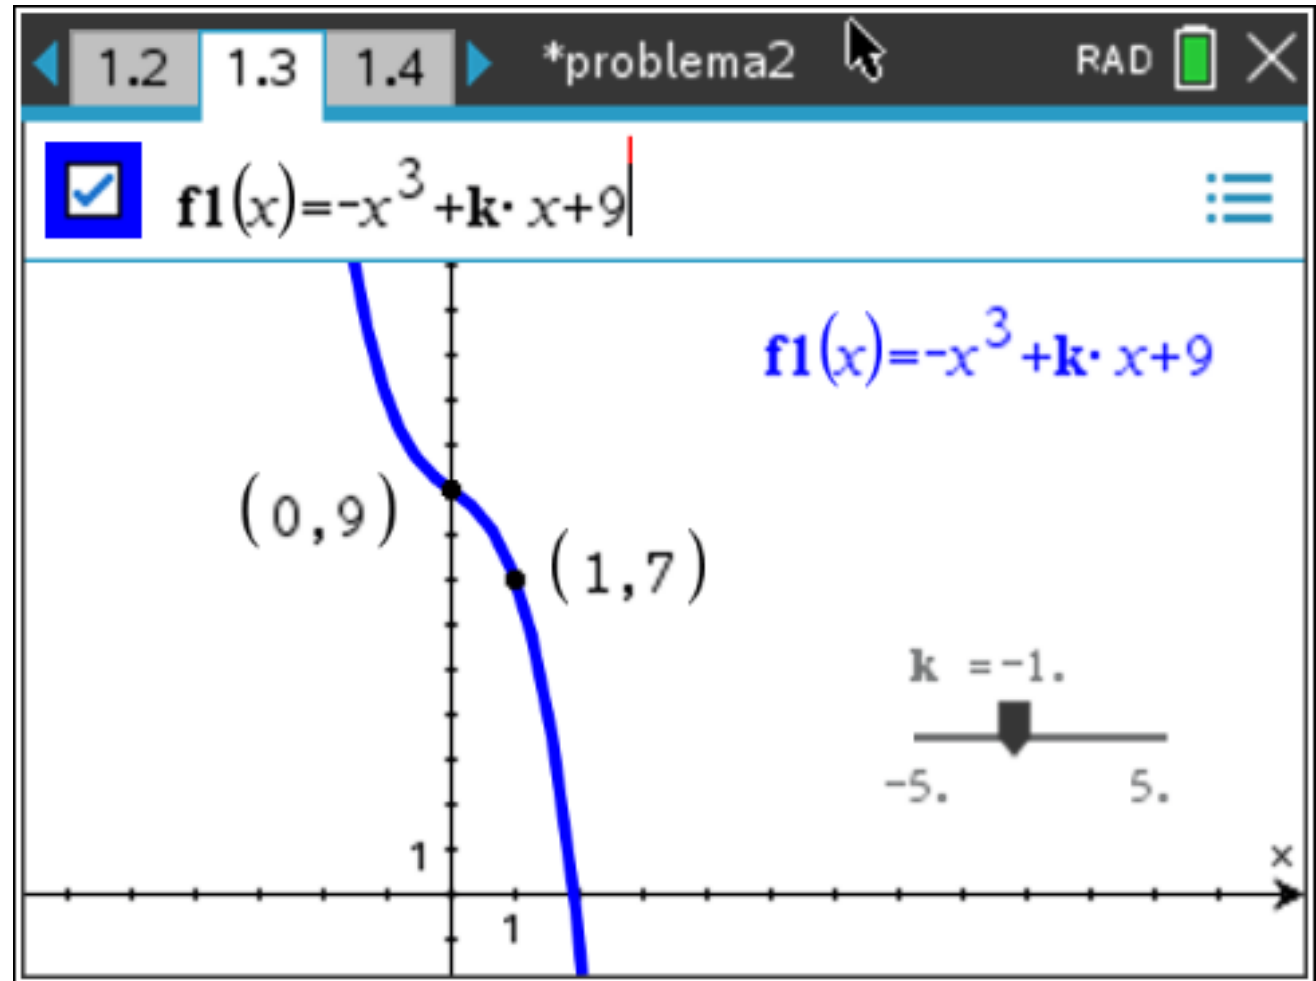 1.2 1.3 1.4 *problema2 RAD
f1(x)=-x³+k· x+9
f1(x)=-x³+k· x+9
(0,9)
(1,7)
k =-1.
-5. 5.
1
x
1